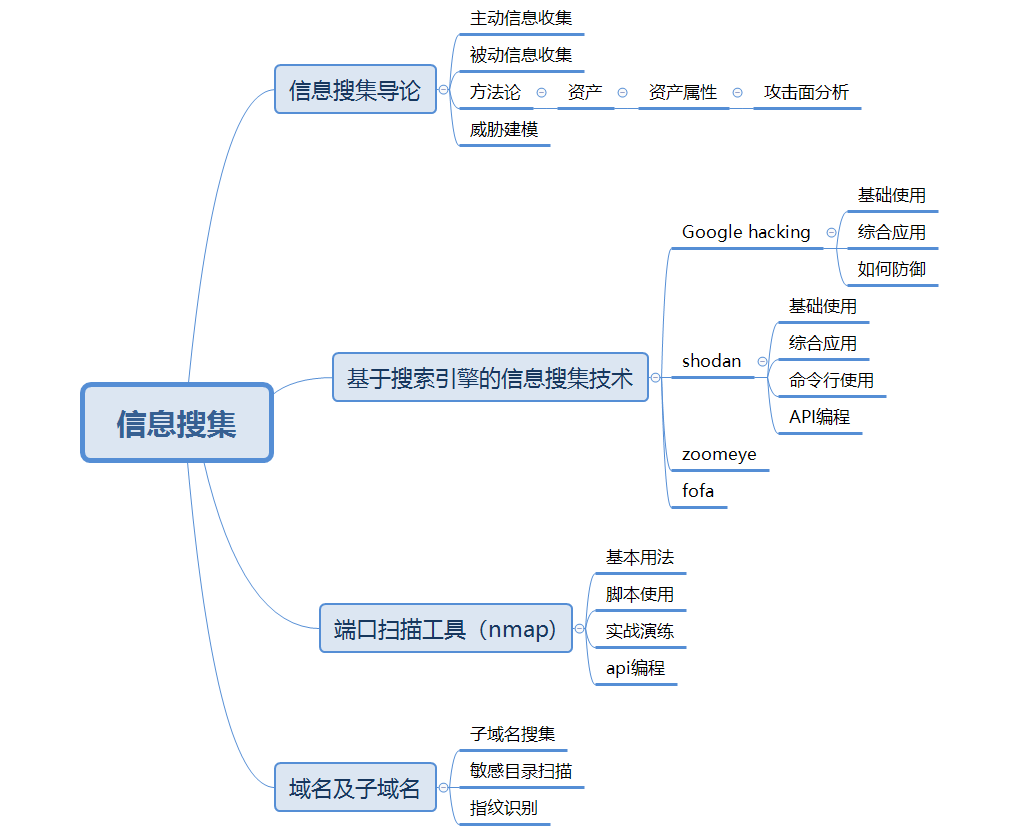 信息搜集
信息搜集导论
主动信息收集
被动信息收集
方法论
资产
资产属性
攻击面分析
威胁建模
基于搜索引擎的信息搜集技术
Google hacking
基础使用
综合应用
如何防御
shodan
基础使用
综合应用
命令行使用
API编程
zoomeye
fofa
端口扫描工具（nmap）
基本用法
脚本使用
实战演练
api编程
域名及子域名
子域名搜集
敏感目录扫描
指纹识别